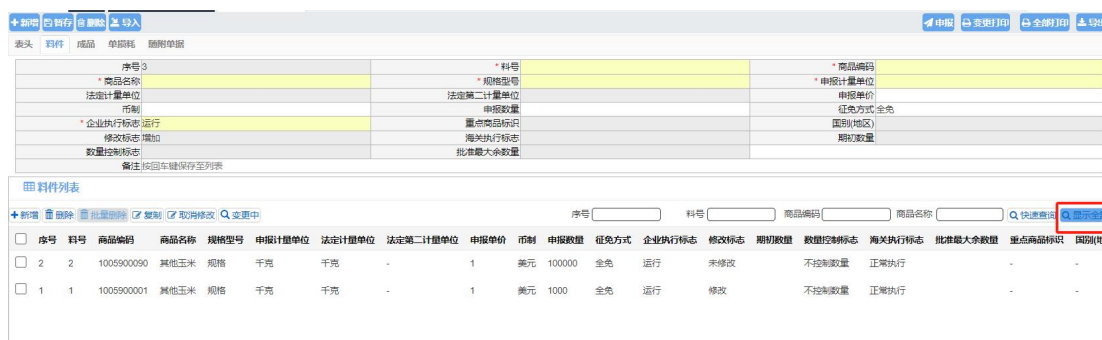 新增 暂存 删除 导入 申报 变更打印 全部打印 导出
表头 料件 成品 单损耗 随附单据
序号 3 * 料号 * 商品编码
* 商品名称 * 规格型号 * 申报计量单位
法定计量单位 法定第二计量单位 申报单价
币制 申报数量 征免方式 全免
* 企业执行标志 运行 重点商品标识 国别(地区)
修改标志 增加 海关执行标志 期初数量
数量控制标志 批准最大余数量
备注 按回车键保存至列表
料件列表
新增 删除 批量删除 复制 取消修改 变更中 序号 料号 商品编码 商品名称 快速查询 显示全
序号 料号 商品编码 商品名称 规格型号 申报计量单位 法定计量单位 法定第二计量单位 申报单价 币制 申报数量 征免方式 企业执行标志 修改标志 期初数量 数量控制标志 海关执行标志 批准最大余数量 重点商品标识 国别(地
2 2 1005900090 其他玉米 规格 千克 千克 - 1 美元 100000 全免 运行 未修改 不控制数量 正常执行 - -
1 1 1005900001 其他玉米 规格 千克 千克 - 1 美元 1000 全免 运行 修改 不控制数量 正常执行 - -